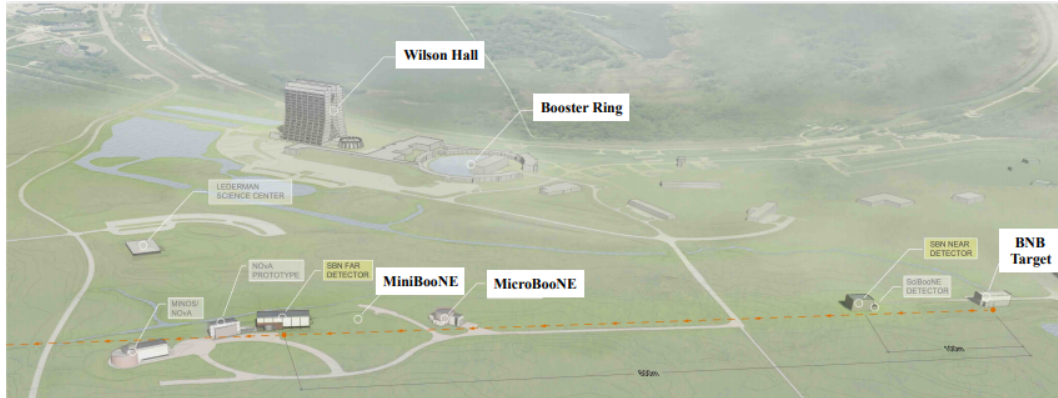 Wilson Hall
Booster Ring
LEDERMAN
SCIENCE CENTER
NOvA
PROTOTYPE
SBN FAR
DETECTOR
MiniBooNE
MicroBooNE
SBN NEAR
DETECTOR
BNB
Target
SciBooNE
DETECTOR
MINOS/
NOvA
100m
600m